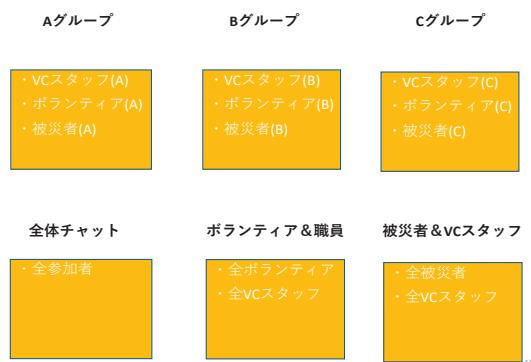 Aグループ
Bグループ
Cグループ
・VCスタッフ(A)
・ボランティア(A)
・被災者(A)
・VCスタッフ(B)
・ボランティア(B)
・被災者(B)
・VCスタッフ(C)
・ボランティア(C)
・被災者(C)
全体チャット
ボランティア＆職員
被災者＆VCスタッフ
・全参加者
・全ボランティア
・全VCスタッフ
・全被災者
・全VCスタッフ